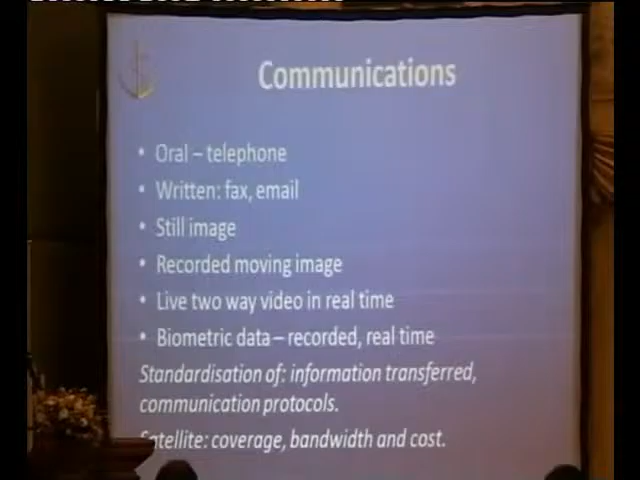 Communications
• Oral – telephone
• Written: fax, email
• Still image
• Recorded moving image
• Live two way video in real time
• Biometric data – recorded, real time
Standardisation of: information transferred,
communication protocols.
Satellite: coverage, bandwidth and cost.